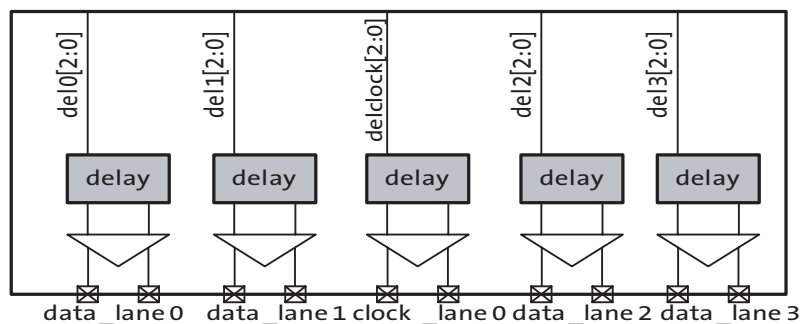 del0[2:0]
del1[2:0]
delclock[2:0]
del2[2:0]
del3[2:0]
delay
delay
delay
delay
delay
data_lane0 data_lane1 clock_lane0 data_lane2 data_lane3